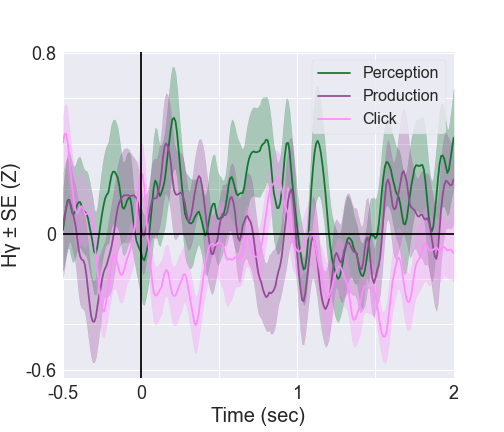 0.8
Perception
Production
Click
Hγ ± SE (Z)
0
-0.6
-0.5 0 1 2
Time (sec)